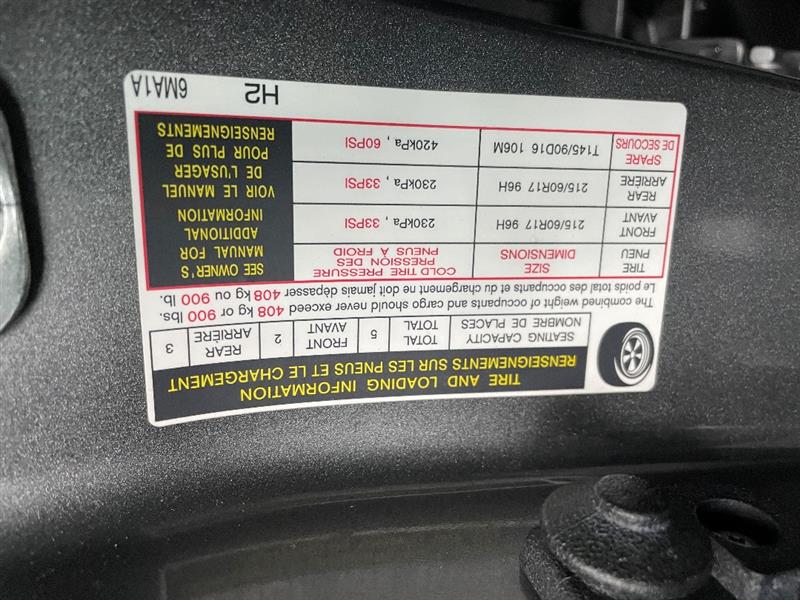 TIRE AND LOADING INFORMATION
RENSEIGNEMENTS SUR LES PNEUS ET LE CHARGEMENT
SEATING CAPACITY
NOMBRE DE PLACES
TOTAL
TOTAL
5
FRONT
AVANT
2
REAR
ARRIÈRE
3
The combined weight of occupants and cargo should never exceed 408 kg or 900 lbs.
Le poids total des occupants et du chargement ne doit jamais dépasser 408 kg ou 900 lb.
TIRE
PNEU
SIZE
DIMENSIONS
COLD TIRE PRESSURE
PRESSION DES
PNEUS À FROID
FRONT
AVANT
215/60R17 96H
230kPa , 33PSI
REAR
ARRIÈRE
215/60R17 96H
230kPa , 33PSI
SPARE
DE SECOURS
T145/90D16 106M
420kPa , 60PSI
SEE OWNER'S
MANUAL FOR
ADDITIONAL
INFORMATION
VOIR LE MANUEL
DE L'USAGER
POUR PLUS DE
RENSEIGNEMENTS
H2
6MA1A